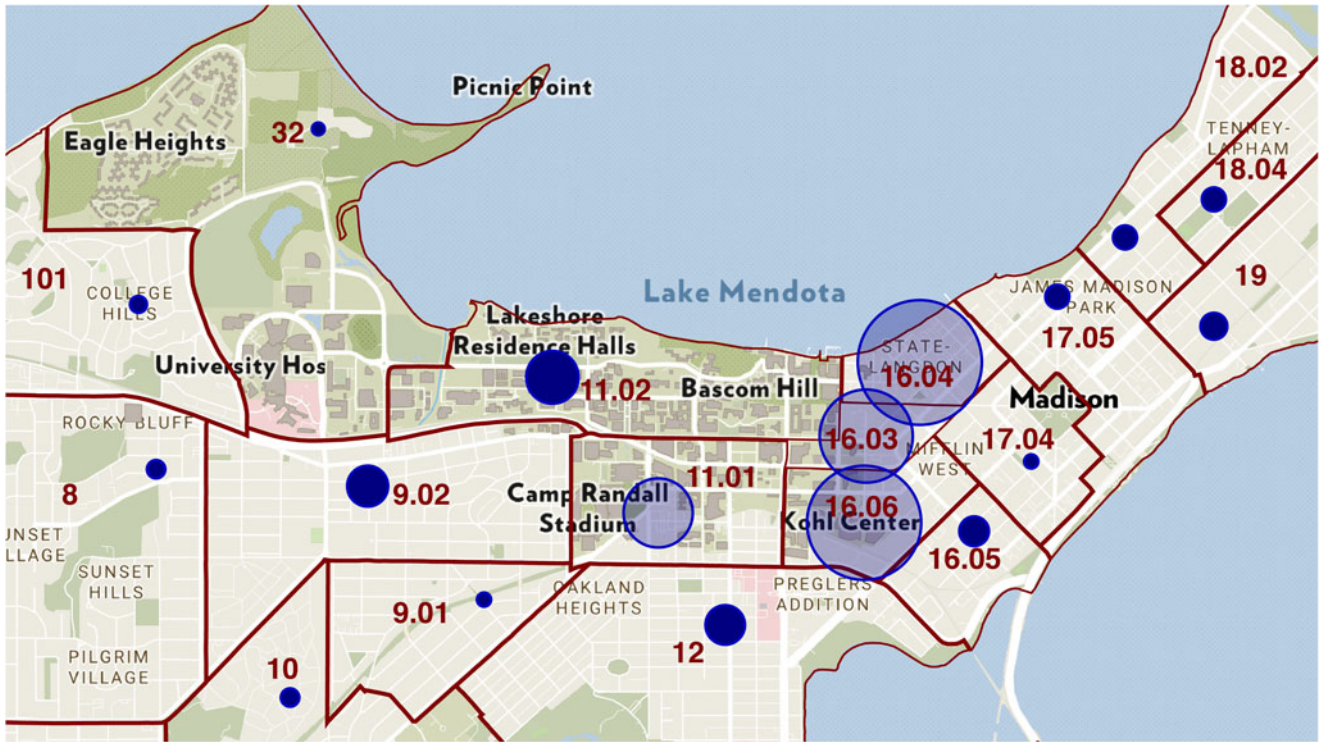 18.02
Picnic Point
TENNEY-
LAPHAM
32
Eagle Heights
18.04
101
COLLEGE
HILLS
Lake Mendota
19
JAMES MADISON
PARK
17.05
Lakeshore
Residence Halls
STATE-
LANGDON
16.04
University Hos
11.02
Bascom Hill
Madison
ROCKY BLUFF
16.03
17.04
MIFFLIN
WEST
8
9.02
11.01
Camp Randall
Stadium
16.06
Kohl Center
UNSET
LLAGE
16.05
SUNSET
HILLS
9.01
OAKLAND
HEIGHTS
PREGLERS
ADDITION
12
PILGRIM
VILLAGE
10